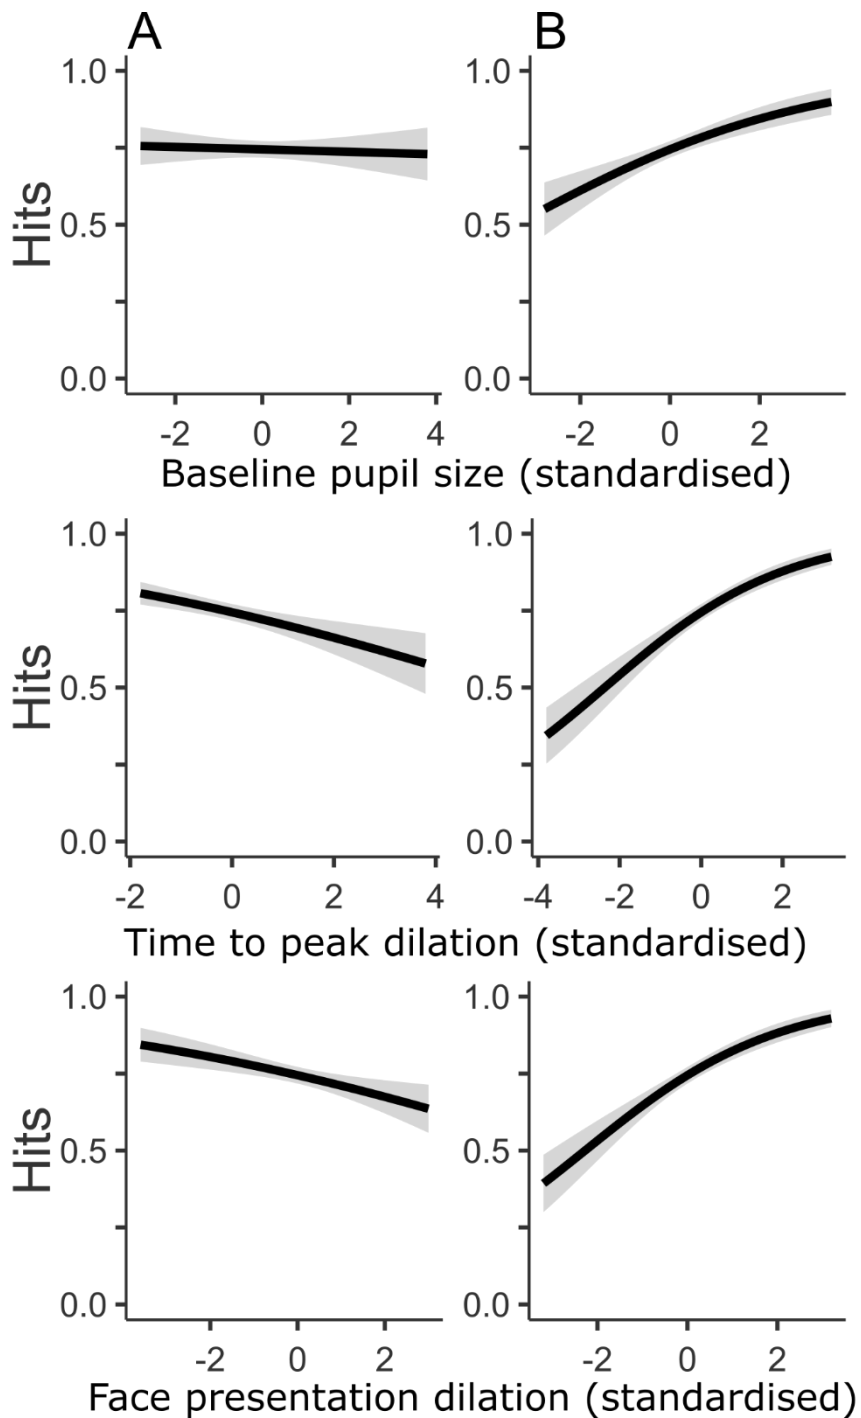 A B
1.0 1.0
Hits
0.5 0.5
0.0 0.0
-2 0 2 4 -2 0 2
Baseline pupil size (standardised)
1.0 1.0
Hits
0.5 0.5
0.0 0.0
-2 0 2 4 -4 -2 0 2
Time to peak dilation (standardised)
1.0 1.0
Hits
0.5 0.5
0.0 0.0
-2 0 2 -2 0 2
Face presentation dilation (standardised)